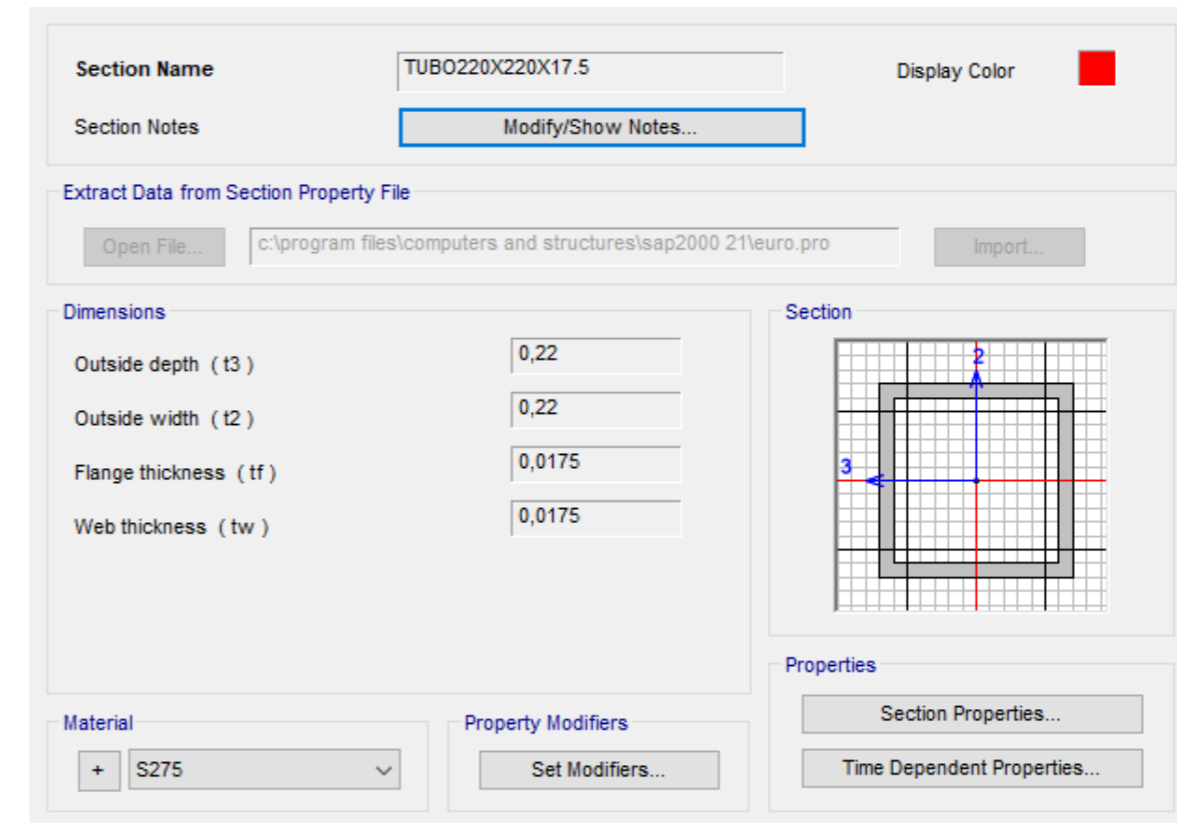 Section Name TUBO220X220X17.5 Display Color
Section Notes Modify/Show Notes...
Extract Data from Section Property File
Open File... c:\program files\computers and structures\sap2000 21\euro.pro Import...
Dimensions
Outside depth ( t3 ) 0,22
Outside width ( t2 ) 0,22
Flange thickness ( tf ) 0,0175
Web thickness ( tw ) 0,0175
Section
2
3
Properties
Section Properties...
Time Dependent Properties...
Material
+ S275
Property Modifiers
Set Modifiers...